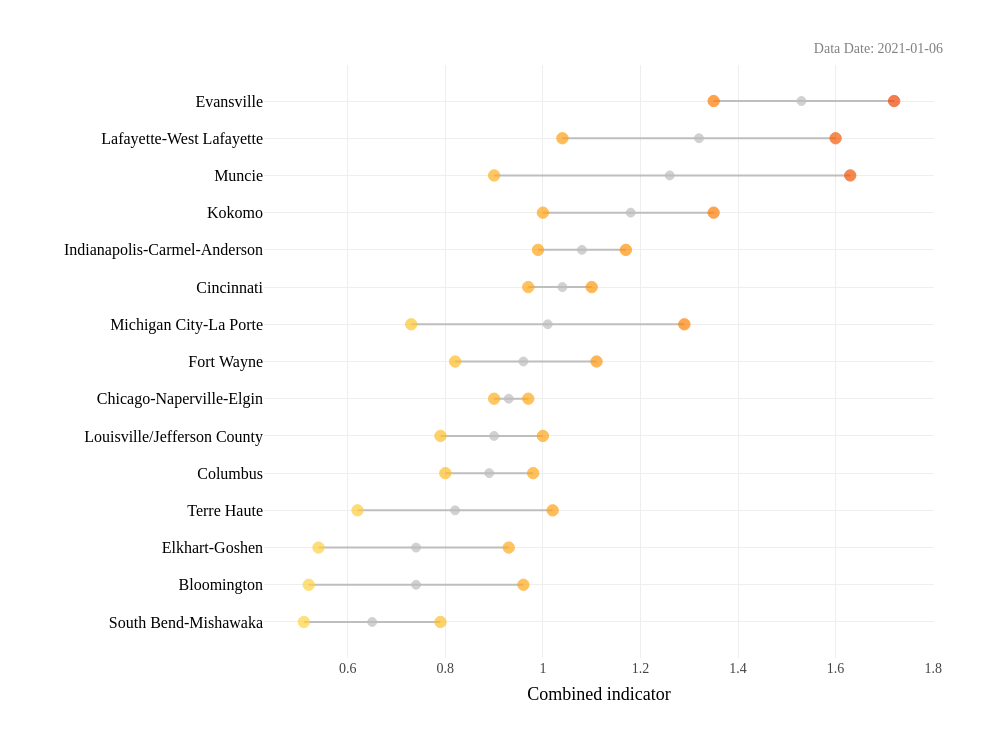 Data Date: 2021-01-06
Evansville
Lafayette-West Lafayette
Muncie
Kokomo
Indianapolis-Carmel-Anderson
Cincinnati
Michigan City-La Porte
Fort Wayne
Chicago-Naperville-Elgin
Louisville/Jefferson County
Columbus
Terre Haute
Elkhart-Goshen
Bloomington
South Bend-Mishawaka
0.6 0.8 1 1.2 1.4 1.6 1.8
Combined indicator